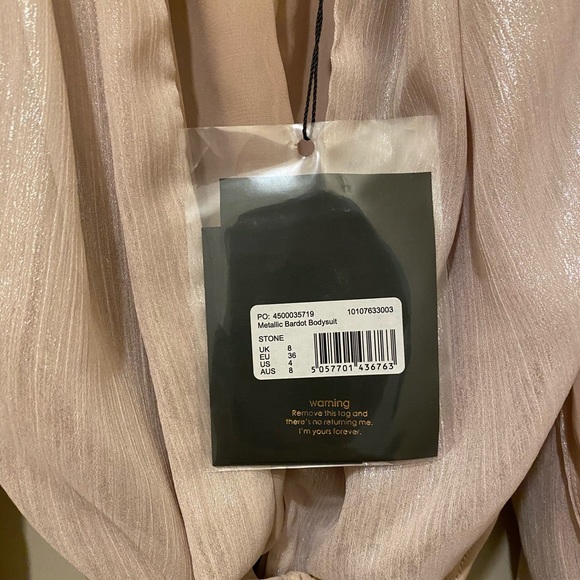 PO: 4500035719 10107633003
Metallic Bardot Bodysuit
STONE
UK 8
EU 36
US 4
AUS 8
5 057701 436763
warning
Remove this tag and
there's no returning me.
I'm yours forever.